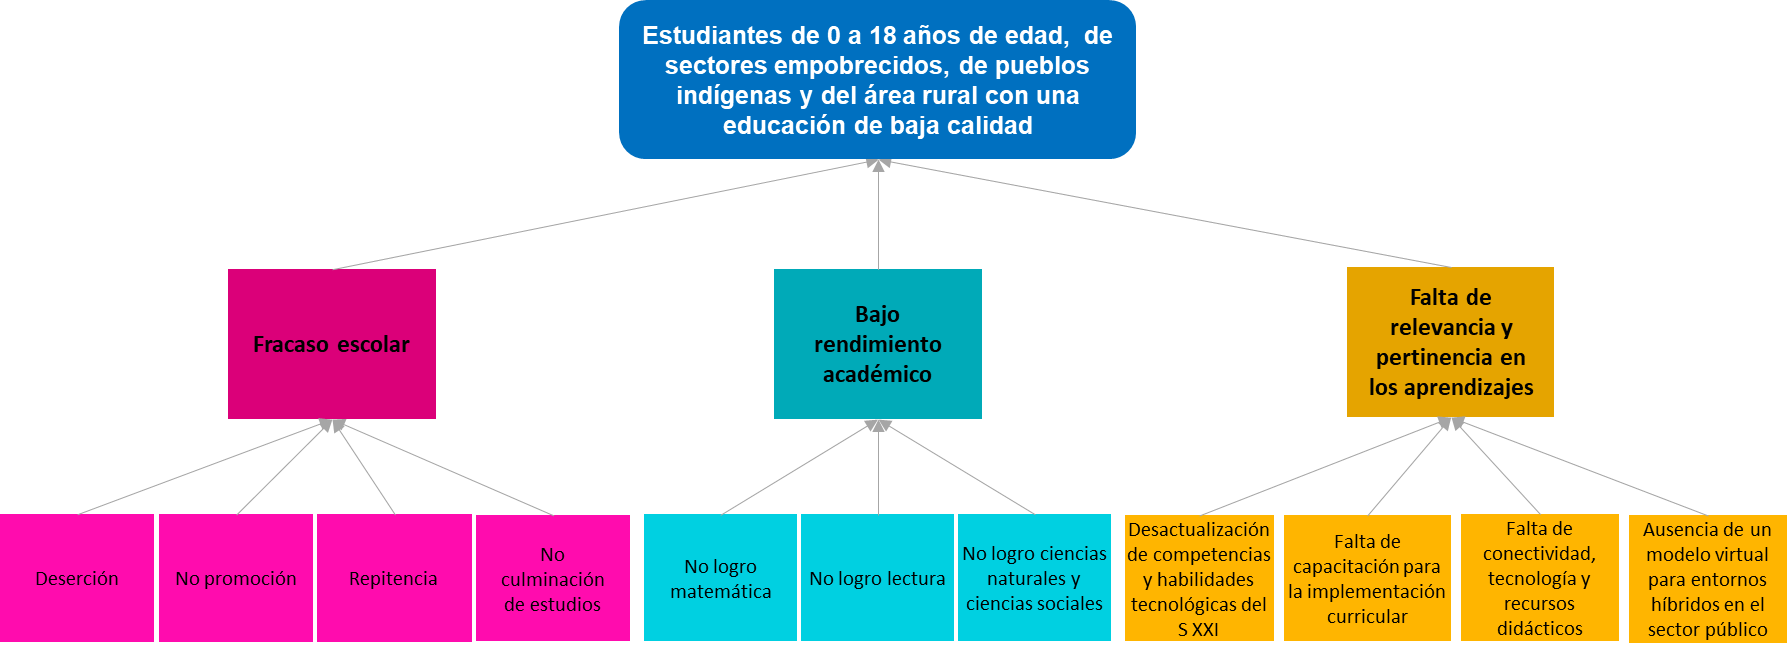 Estudiantes de 0 a 18 años de edad,  de
sectores empobrecidos, de pueblos
indígenas y del área rural con una
educación de baja calidad
Fracaso escolar
Bajo
rendimiento
académico
Falta de
relevancia y
pertinencia en
los aprendizajes
Deserción
No promoción
Repitencia
No
culminación
de estudios
No logro
matemática
No logro lectura
No logro ciencias
naturales y
ciencias sociales
Desactualización
de competencias
y habilidades
tecnológicas del
S XXI
Falta de
capacitación para
la implementación
curricular
Falta de
conectividad,
tecnología y
recursos
didácticos
Ausencia de un
modelo virtual
para entornos
híbridos en el
sector público